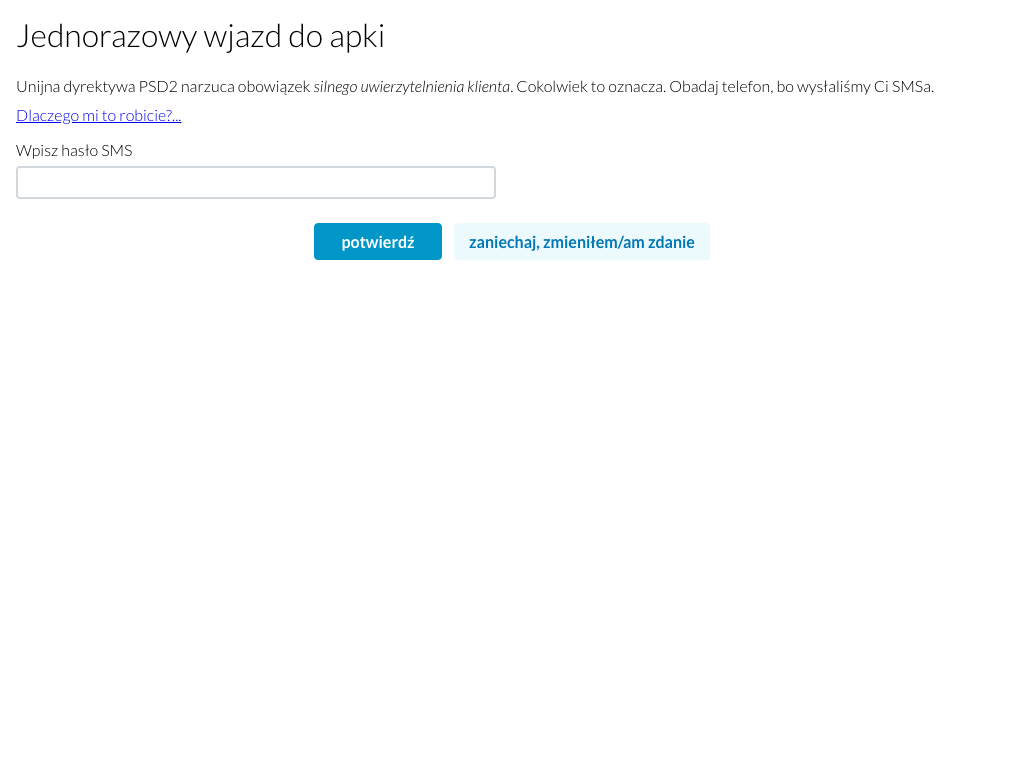 Jednorazowy wjazd do apki
Unijna dyrektywa PSD2 narzuca obowiązek silnego uwierzytelnienia klienta. Cokolwiek to oznacza. Obadaj telefon, bo wysłaliśmy Ci SMSa.
Dlaczego mi to robicie?...
Wpisz hasło SMS
potwierdź
zaniechaj, zmieniłem/am zdanie